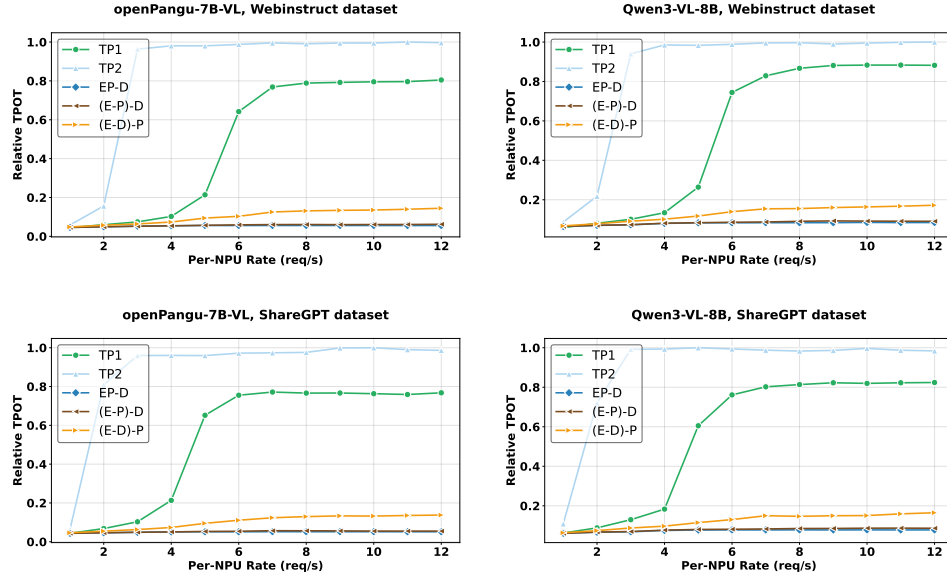 openPangu-7B-VL, Webinstruct dataset
Relative TPOT
1.0
0.8
0.6
0.4
0.2
0.0
TP1
TP2
EP-D
(E-P)-D
(E-D)-P
2 4 6 8 10 12
Per-NPU Rate (req/s)
Qwen3-VL-8B, Webinstruct dataset
Relative TPOT
1.0
0.8
0.6
0.4
0.2
TP1
TP2
EP-D
(E-P)-D
(E-D)-P
2 4 6 8 10 12
Per-NPU Rate (req/s)
openPangu-7B-VL, ShareGPT dataset
Relative TPOT
1.0
0.8
0.6
0.4
0.2
0.0
TP1
TP2
EP-D
(E-P)-D
(E-D)-P
2 4 6 8 10 12
Per-NPU Rate (req/s)
Qwen3-VL-8B, ShareGPT dataset
Relative TPOT
1.0
0.8
0.6
0.4
0.2
TP1
TP2
EP-D
(E-P)-D
(E-D)-P
2 4 6 8 10 12
Per-NPU Rate (req/s)